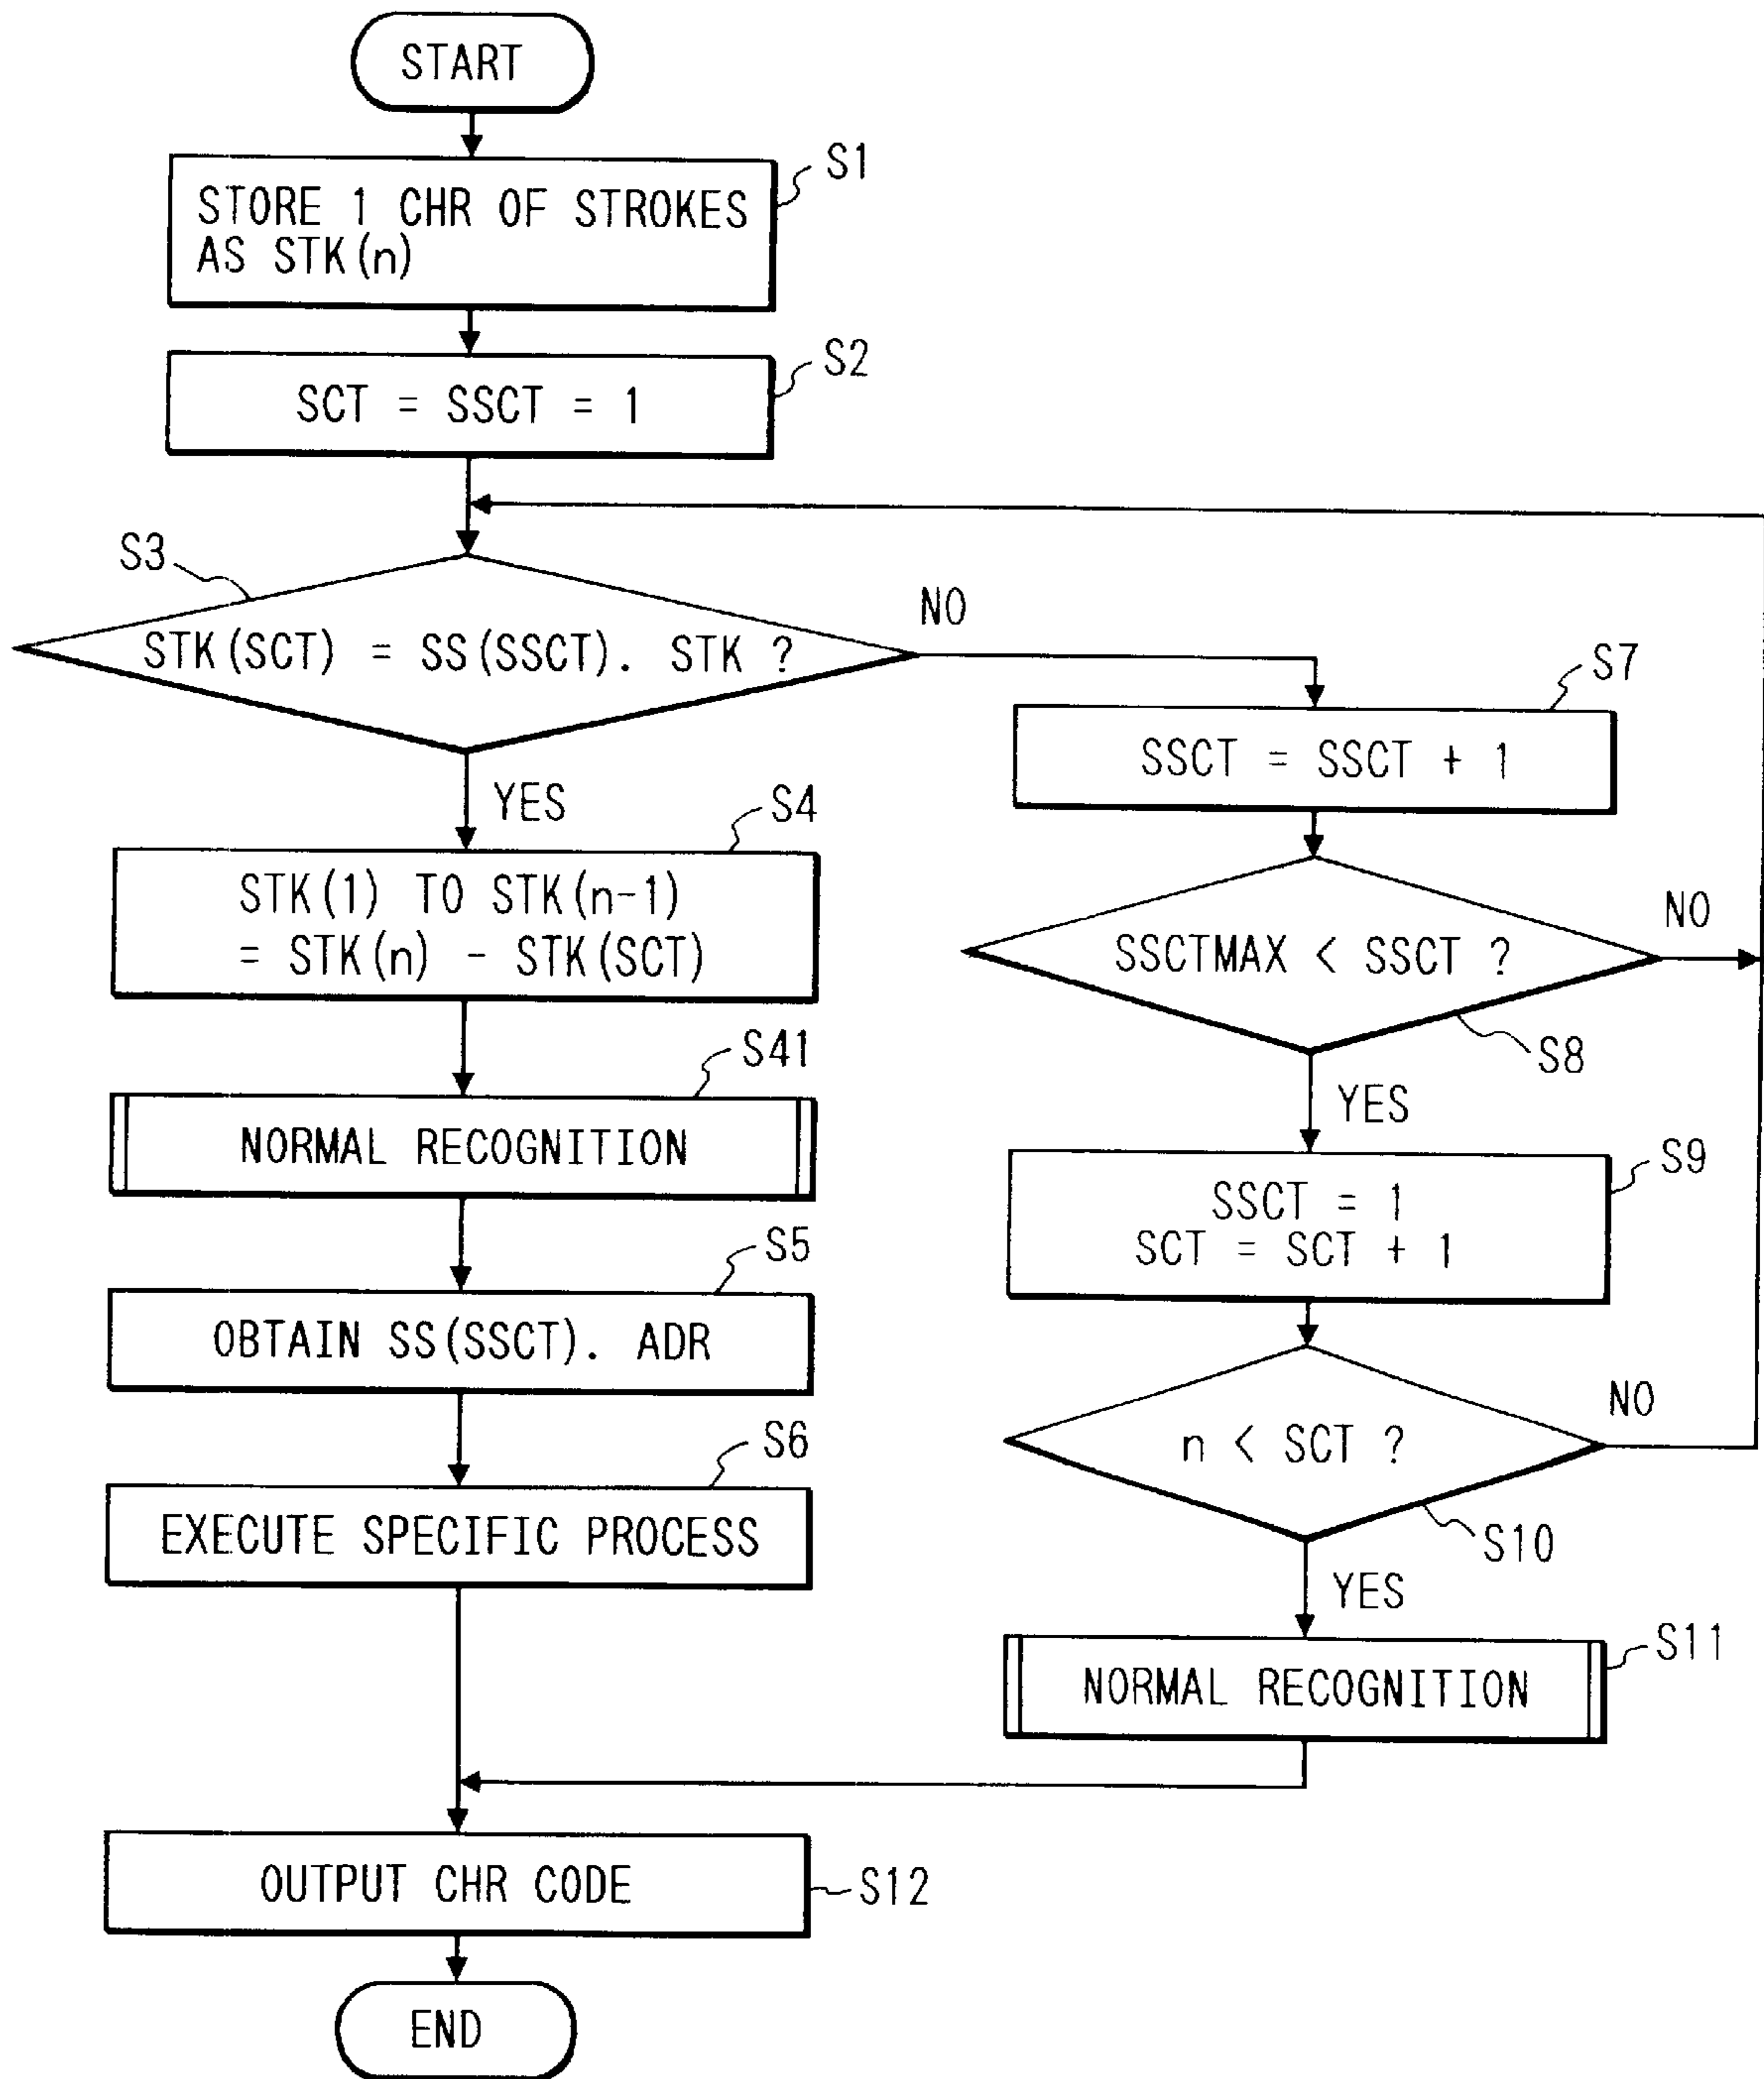 START
S1
STORE 1 CHR OF STROKES
AS STK(n)
S2
SCT = SSCT = 1
S3
STK(SCT) = SS(SSCT). STK ?
NO
YES
S4
STK(1) TO STK(n-1)
= STK(n) - STK(SCT)
S41
NORMAL RECOGNITION
S5
OBTAIN SS(SSCT). ADR
S6
EXECUTE SPECIFIC PROCESS
S7
SSCT = SSCT + 1
SSCTMAX < SSCT ?
NO
S8
YES
S9
SSCT = 1
SCT = SCT + 1
n < SCT ?
NO
S10
YES
S11
NORMAL RECOGNITION
OUTPUT CHR CODE
S12
END